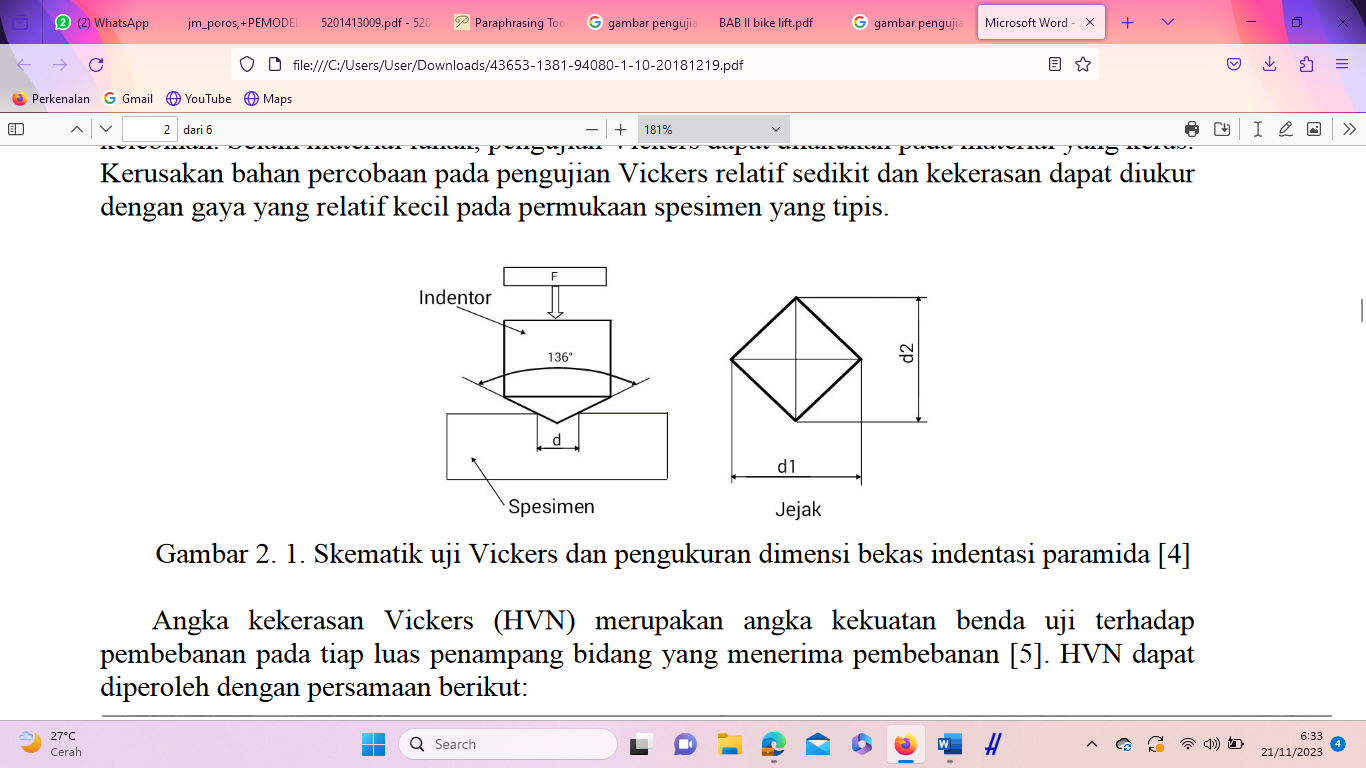 (2) WhatsApp
jm_poros,+PEMODEL
5201413009.pdf - 520
Paraphrasing Too
gambar pengujia
BAB II bike lift.pdf
gambar pengujia
Microsoft Word -
file:///C:/Users/User/Downloads/43653-1381-94080-1-10-20181219.pdf
Perkenalan
Gmail
YouTube
Maps
2 dari 6
181%
Kerusakan bahan percobaan pada pengujian Vickers relatif sedikit dan kekerasan dapat diukur
dengan gaya yang relatif kecil pada permukaan spesimen yang tipis.
F
Indentor
136°
d
Spesimen
d2
d1
Jejak
Gambar 2. 1. Skematik uji Vickers dan pengukuran dimensi bekas indentasi paramida [4]
Angka kekerasan Vickers (HVN) merupakan angka kekuatan benda uji terhadap
pembebanan pada tiap luas penampang bidang yang menerima pembebanan [5]. HVN dapat
diperoleh dengan persamaan berikut:
27°C
Cerah
Search
6:33
21/11/2023
4